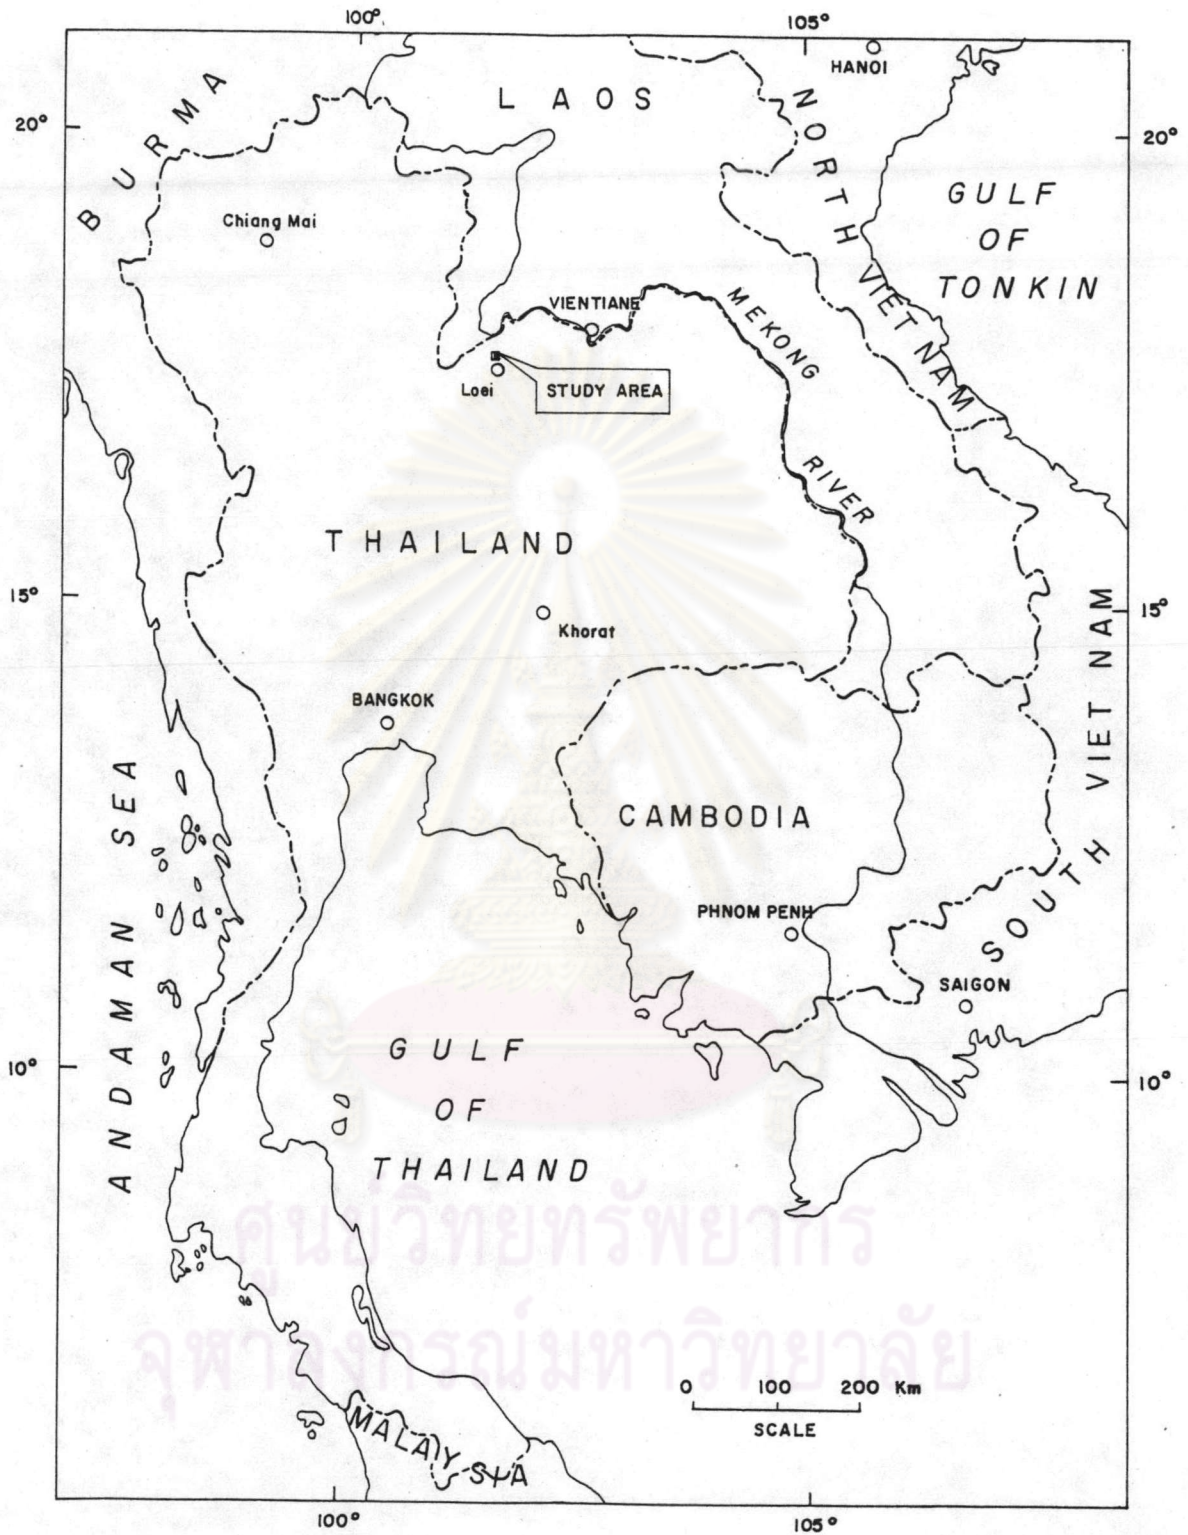 100°
105°
HANOI
BURMA
LAOS
NORTH VIET NAM
20°
20°
GULF
OF
TONKIN
Chiang Mai
VIENTIANE
MEKONG
RIVER
Loei
STUDY AREA
THAILAND
15°
15°
Khorat
BANGKOK
CAMBODIA
SOUTH VIET NAM
ANDAMAN SEA
PHNOM PENH
SAIGON
10°
10°
GULF
OF
THAILAND
ศูนย์วิทยทรัพยากร
จุฬาลงกรณ์มหาวิทยาลัย
0 100 200 Km
SCALE
MALAYSIA
100°
105°